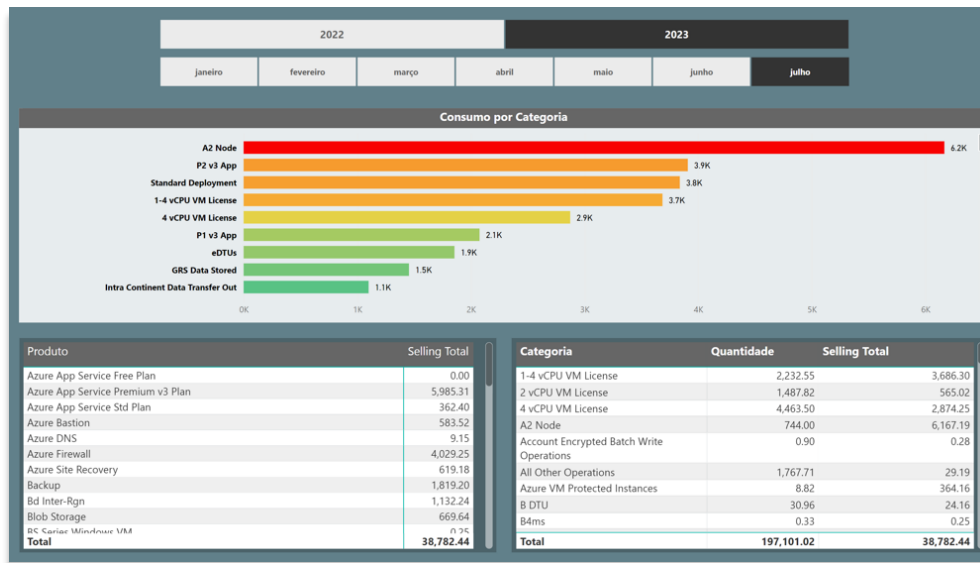 2022 2023
janeiro fevereiro março abril maio junho julho
Consumo por Categoria
A2 Node 6.2K
P2 v3 App 3.9K
Standard Deployment 3.8K
1-4 vCPU VM License 3.7K
4 vCPU VM License 2.9K
P1 v3 App 2.1K
eDTUs 1.9K
GRS Data Stored 1.5K
Intra Continent Data Transfer Out 1.1K
0K 1K 2K 3K 4K 5K 6K
Produto Selling Total
Azure App Service Free Plan 0.00
Azure App Service Premium v3 Plan 5,985.31
Azure App Service Std Plan 362.40
Azure Bastion 583.52
Azure DNS 9.15
Azure Firewall 4,029.25
Azure Site Recovery 619.18
Backup 1,819.20
Bd Inter-Rgn 1,132.24
Blob Storage 669.64
BS Series Windows VM 0.25
Total 38,782.44
Categoria Quantidade Selling Total
1-4 vCPU VM License 2,232.55 3,686.30
2 vCPU VM License 1,487.82 565.02
4 vCPU VM License 4,463.50 2,874.25
A2 Node 744.00 6,167.19
Account Encrypted Batch Write 0.90 0.28
Operations
All Other Operations 1,767.71 29.19
Azure VM Protected Instances 8.82 364.16
B DTU 30.96 24.16
B4ms 0.33 0.25
Total 197,101.02 38,782.44